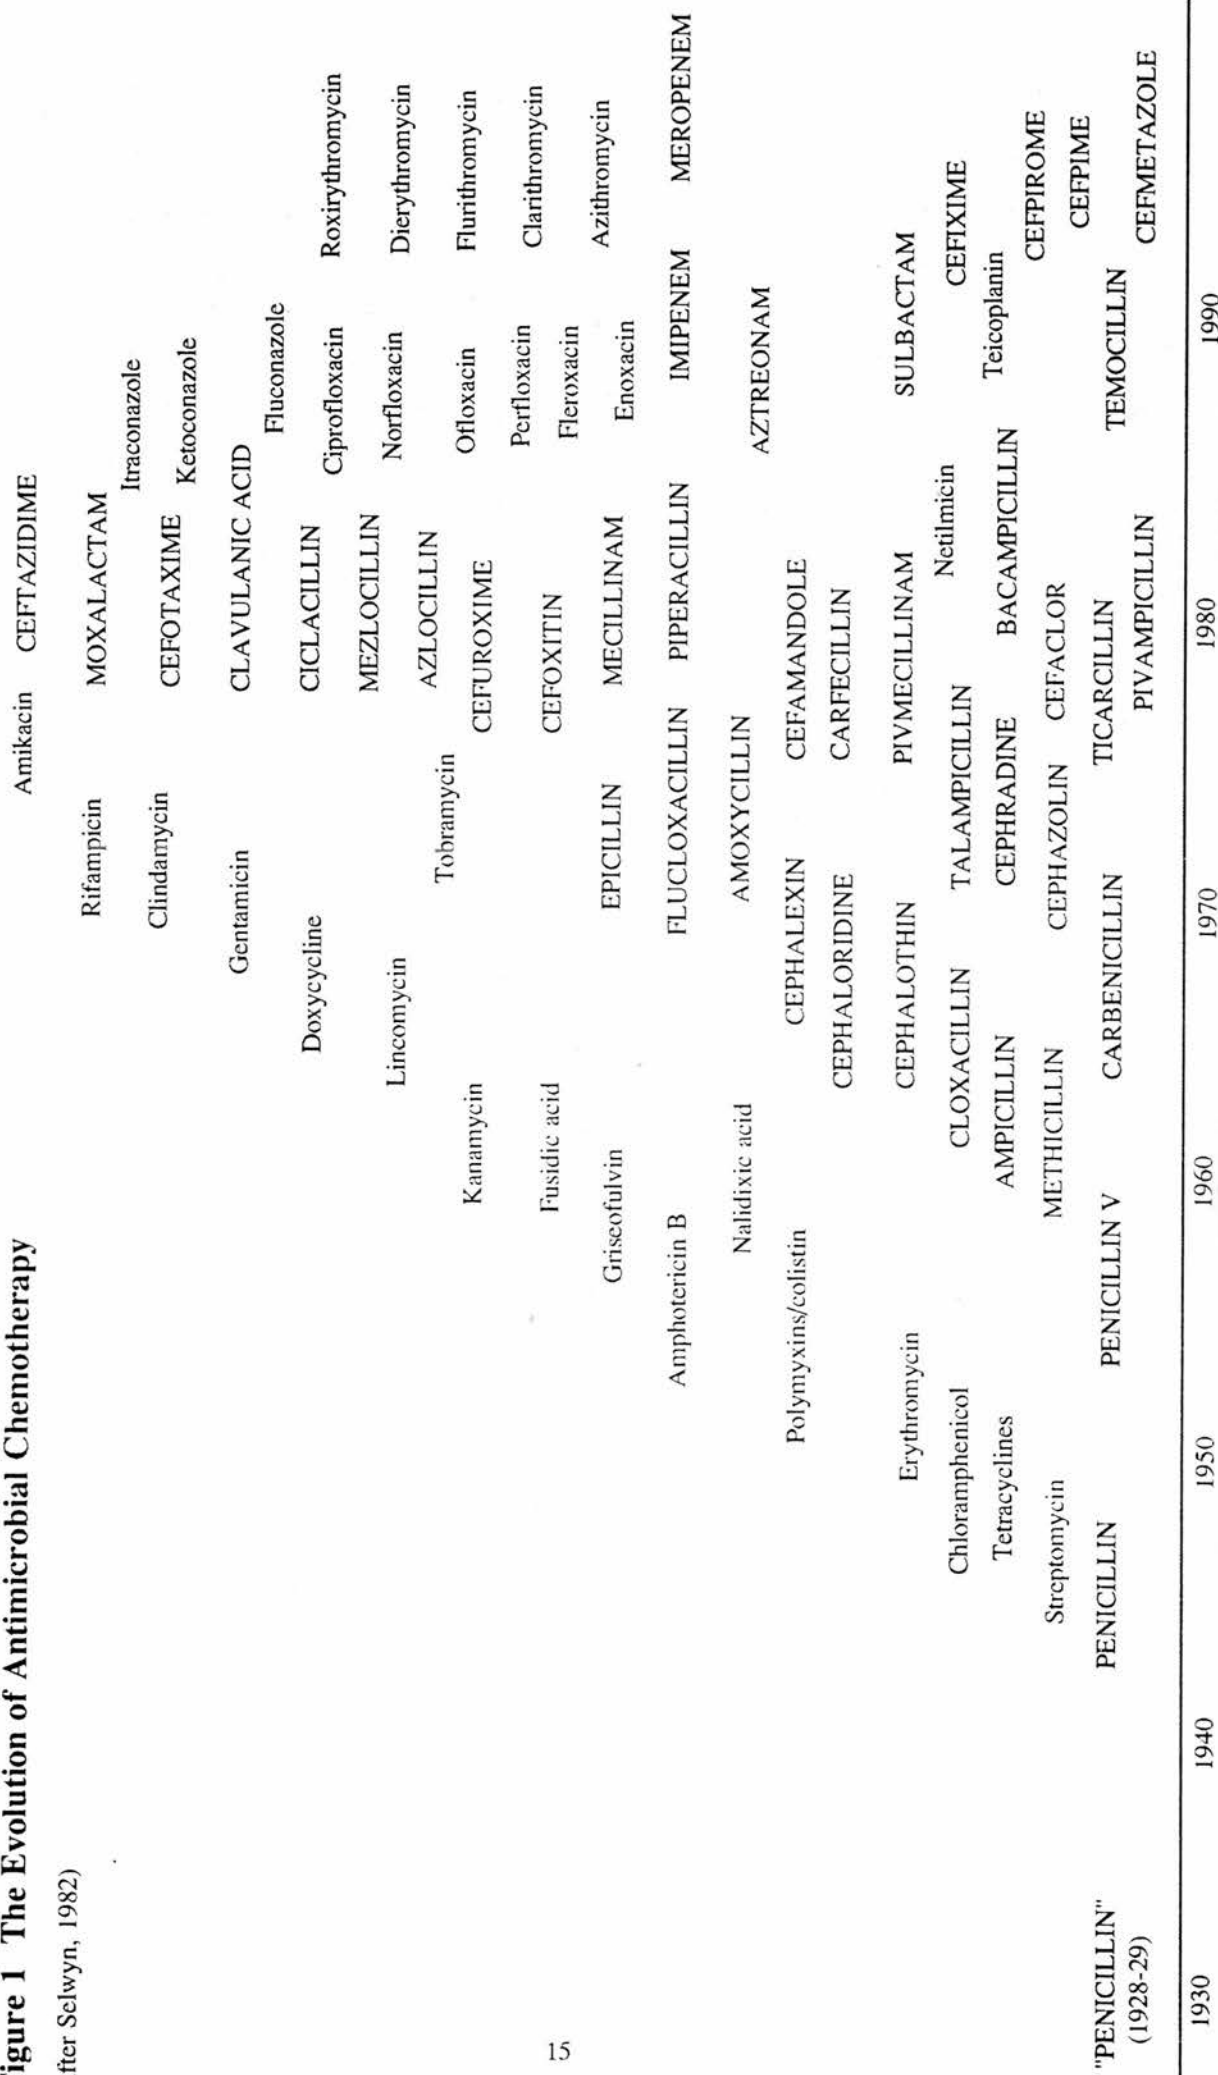 igure 1 The Evolution of Antimicrobial Chemotherapy
fter Selwyn, 1982)
Amikacin CEFTAZIDIME
Rifampicin MOXALACTAM
Itraconazole
Clindamycin CEFOTAXIME
Ketoconazole
Gentamicin CLAVULANIC ACID
Fluconazole
Doxycycline CICLACILLIN Ciprofloxacin Roxirythromycin
MEZLOCILLIN
Lincomycin Norfloxacin Dierythromycin
AZLOCILLIN
Tobramycin
Kanamycin CEFUROXIME Ofloxacin Flurithromycin
Perfloxacin Clarithromycin
Fusidic acid CEFOXITIN Fleroxacin
Azithromycin
Griseofulvin EPICILLIN MECILLINAM Enoxacin
Amphotericin B FLUCLOXACILLIN PIPERACILLIN IMIPENEM MEROPENEM
Nalidixic acid AMOXYCILLIN AZTREONAM
Polymyxins/colistin CEPHALEXIN CEFAMANDOLE
CEPHALORIDINE CARFECILLIN
Erythromycin CEPHALOTHIN PIVMECILLINAM SULBACTAM
Netilmicin
Chloramphenicol CLOXACILLIN TALAMPICILLIN CEFIXIME
Tetracyclines AMPICILLIN CEPHRADINE BACAMPICILLIN Teicoplanin
CEFPIROME
Streptomycin METHICILLIN CEPHAZOLIN CEFACLOR
CEFPIME
"PENICILLIN" PENICILLIN PENICILLIN V CARBENICILLIN TICARCILLIN TEMOCILLIN
(1928-29) PIVAMPICILLIN CEFMETAZOLE
1930 1940 1950 1960 1970 1980 1990
15